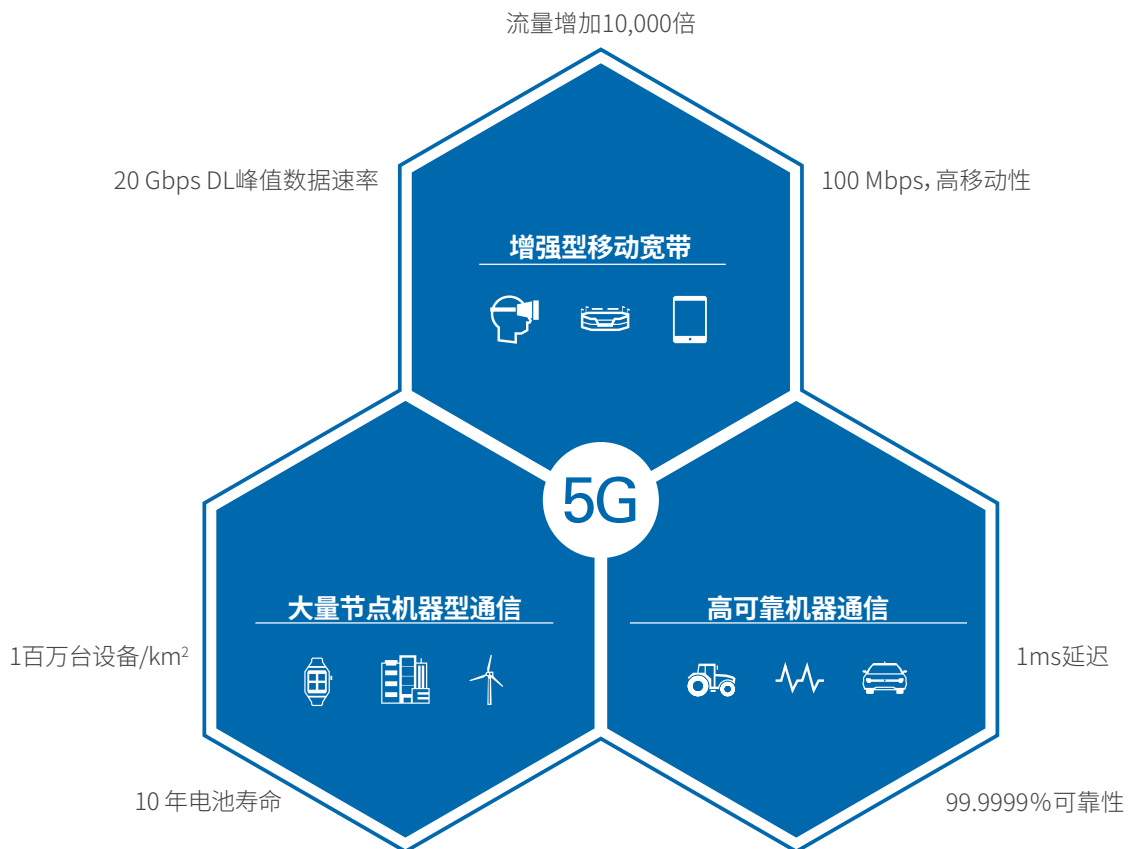 流量增加10,000倍
20 Gbps DL峰值数据速率
100 Mbps，高移动性
增强型移动宽带
5G
大量节点机器型通信
高可靠机器通信
1百万台设备/km²
1ms延迟
10 年电池寿命
99.9999%可靠性